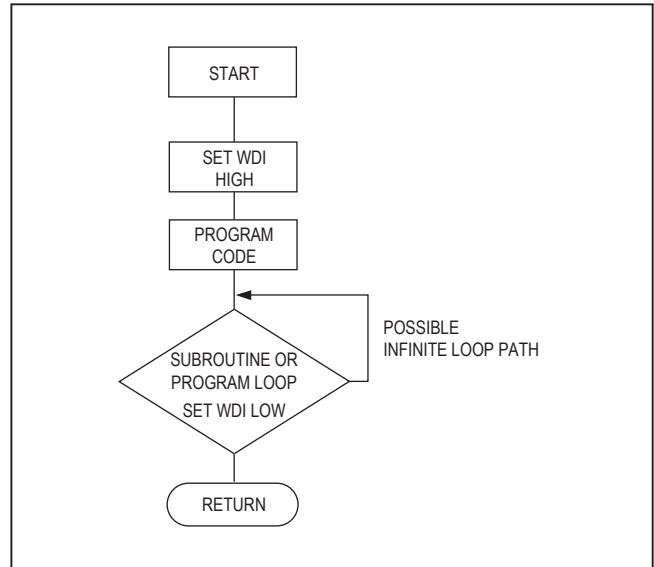 START
SET WDI
HIGH
PROGRAM
CODE
POSSIBLE
INFINITE LOOP PATH
SUBROUTINE OR
PROGRAM LOOP
SET WDI LOW
RETURN